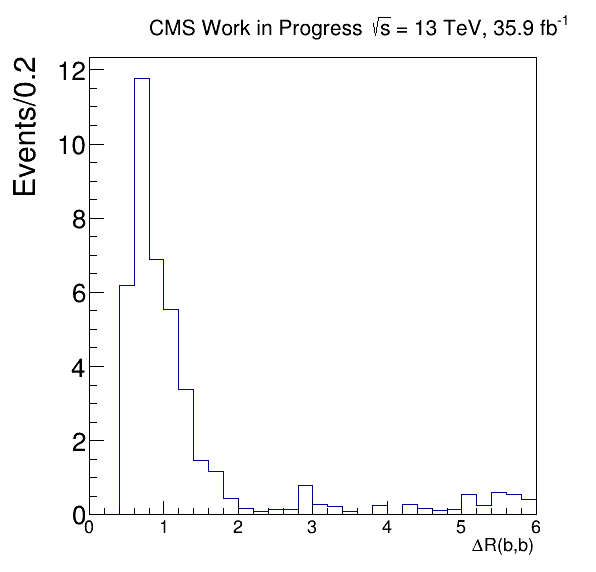 CMS Work in Progress √s = 13 TeV, 35.9 fb⁻¹
Events/0.2
12
10
8
6
4
2
0
0 1 2 3 4 5 6
ΔR(b,b)